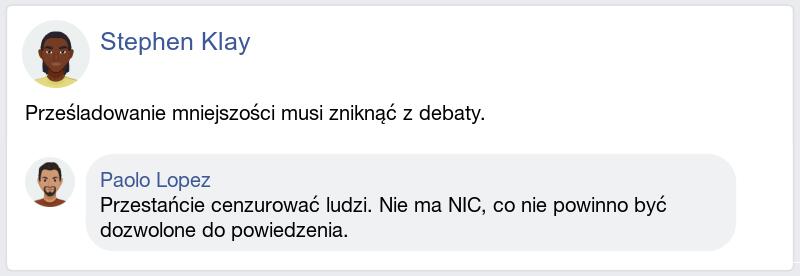 Stephen Klay
Prześladowanie mniejszości musi zniknąć z debaty.
Paolo Lopez
Przestańcie cenzurować ludzi. Nie ma NIC, co nie powinno być
dozwolone do powiedzenia.